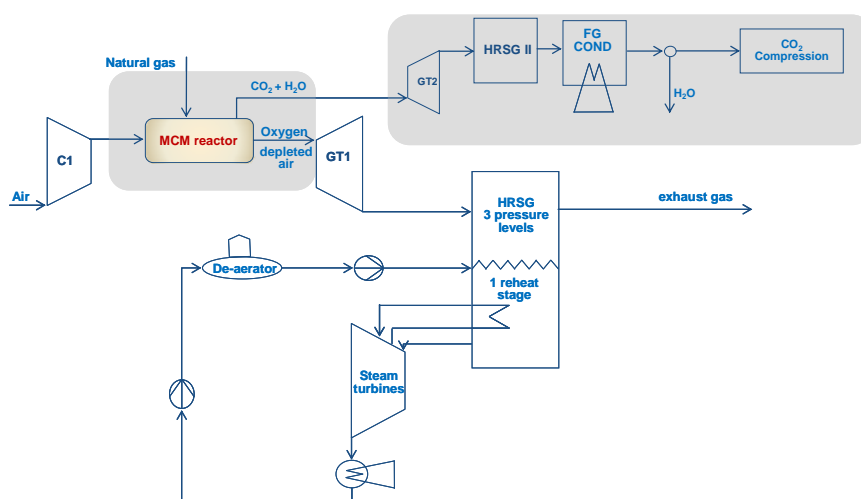 Natural gas
CO₂ + H₂O
GT2
HRSG II
FG
COND
CO₂
Compression
H₂O
C1
MCM reactor
Oxygen
depleted
air
GT1
Air
HRSG
3 pressure
levels
exhaust gas
De-aerator
1 reheat
stage
Steam
turbines